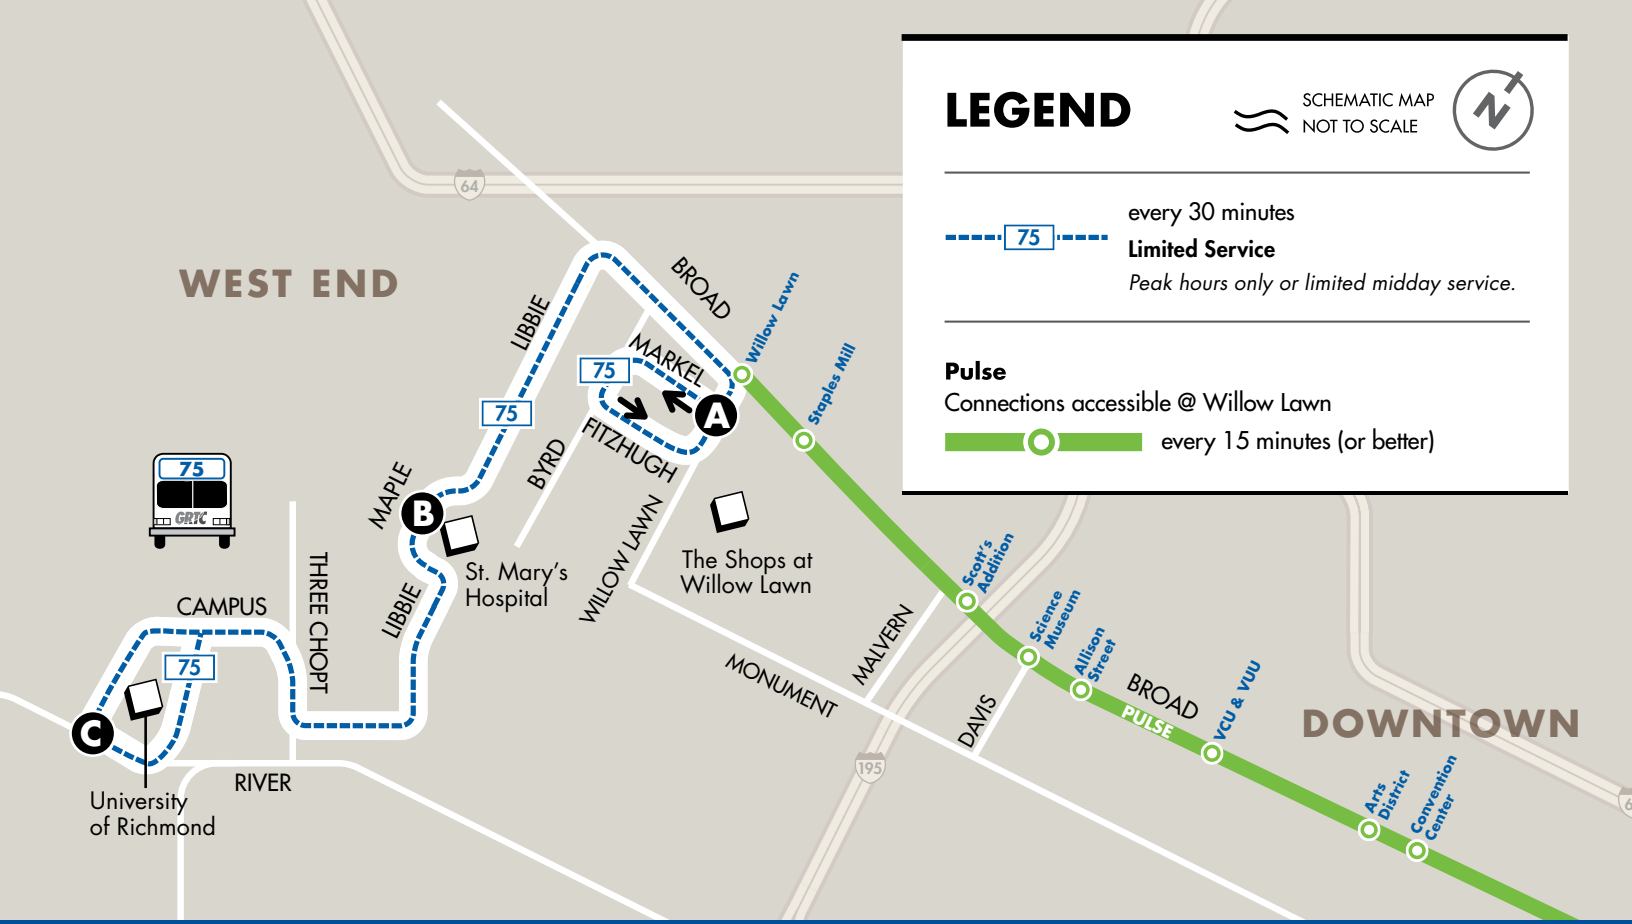 LEGEND
SCHEMATIC MAP
NOT TO SCALE
N
75
every 30 minutes
Limited Service
Peak hours only or limited midday service.
Pulse
Connections accessible @ Willow Lawn
every 15 minutes (or better)
64
WEST END
BROAD
LIBBIE
Willow Lawn
Staples Mill
MARKEL
75
A
75
FITZHUGH
BYRD
MAPLE
B
75
GRTC
St. Mary's
Hospital
WILLOW LAWN
The Shops at
Willow Lawn
THREE CHOPT
LIBBIE
CAMPUS
75
C
RIVER
University
of Richmond
MONUMENT
MALVERN
DAVIS
195
Scott's
Addition
Science
Museum
Allison
Street
BROAD
PULSE
VCU & VUU
DOWNTOWN
Arts
District
Convention
Center